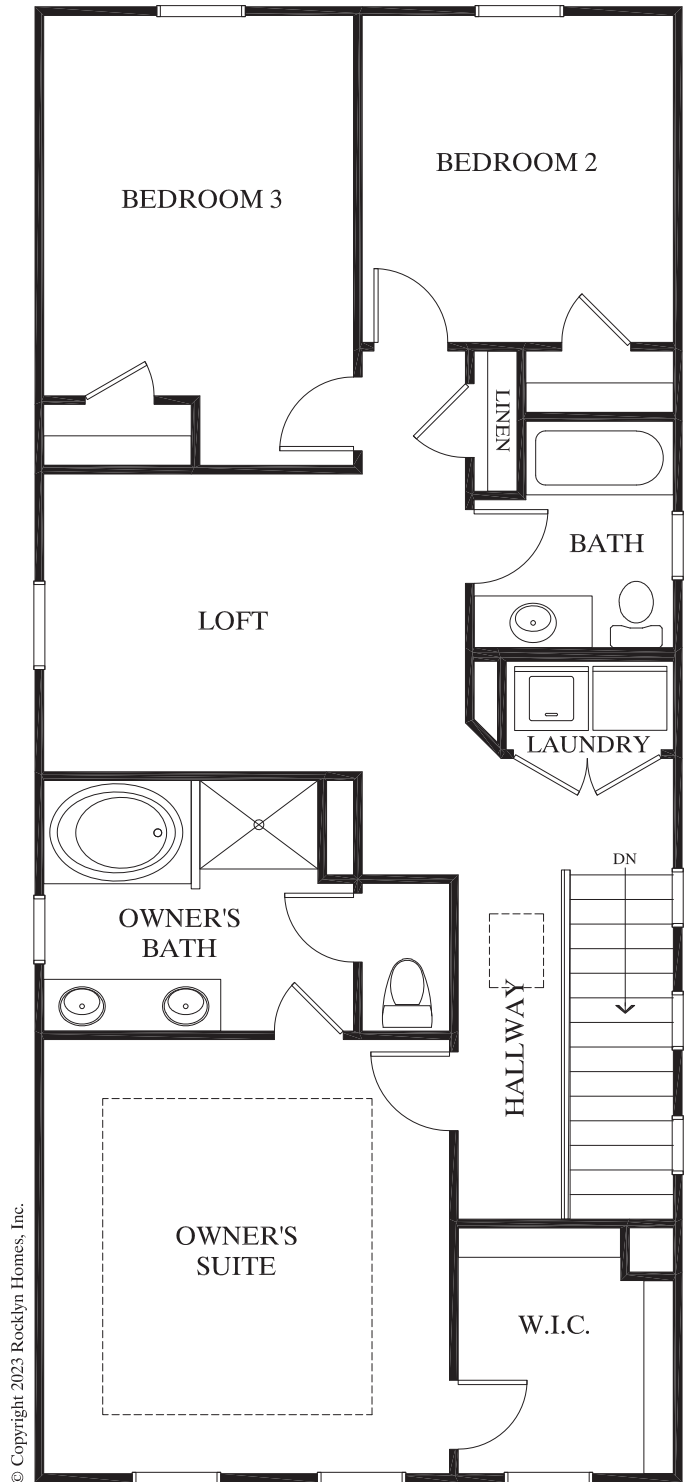 BEDROOM 2
BEDROOM 3
LINEN
BATH
LOFT
LAUNDRY
DN
OWNER'S
BATH
HALLWAY
OWNER'S
SUITE
W.I.C.
© Copyright 2023 Rocklyn Homes, Inc.